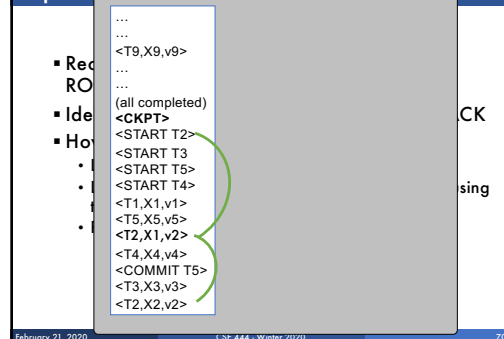 …
…
<T9,X9,v9>
…
…
(all completed)
<CKPT>
<START T2>
<START T3
<START T5>
<START T4>
<T1,X1,v1>
<T5,X5,v5>
<T2,X1,v2>
<T4,X4,v4>
<COMMIT T5>
<T3,X3,v3>
<T2,X2,v2>
▪ Rec
RO
▪ Ide CK
▪ Ho
using
February 21, 2020 CSE 444 - Winter 2020